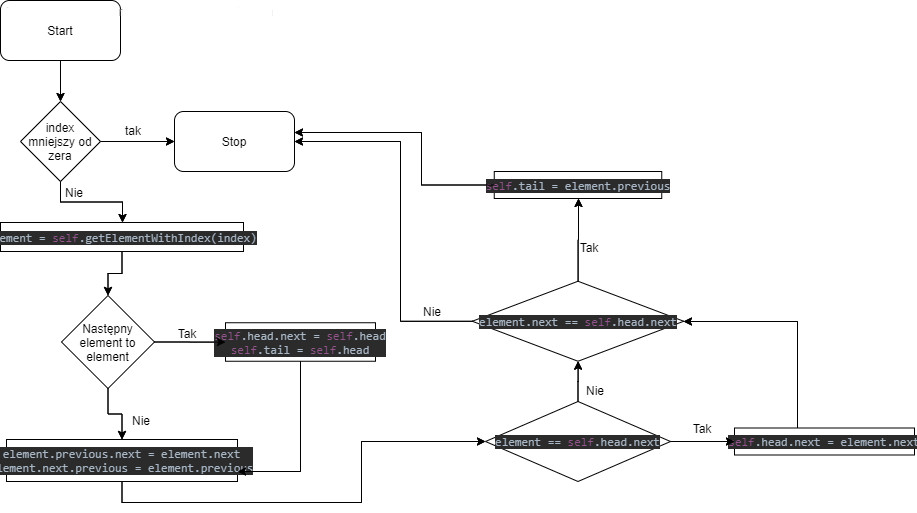 Start
index
mniejszy od
zera
tak
Stop
Nie
ement = self.getElementWithIndex(index)
Następny
element to
element
Tak
self.head.next = self.head
self.tail = self.head
Nie
element.previous.next = element.next
element.next.previous = element.previous
self.tail = element.previous
Tak
Nie
element.next == self.head.next
Nie
element == self.head.next
Tak
self.head.next = element.next